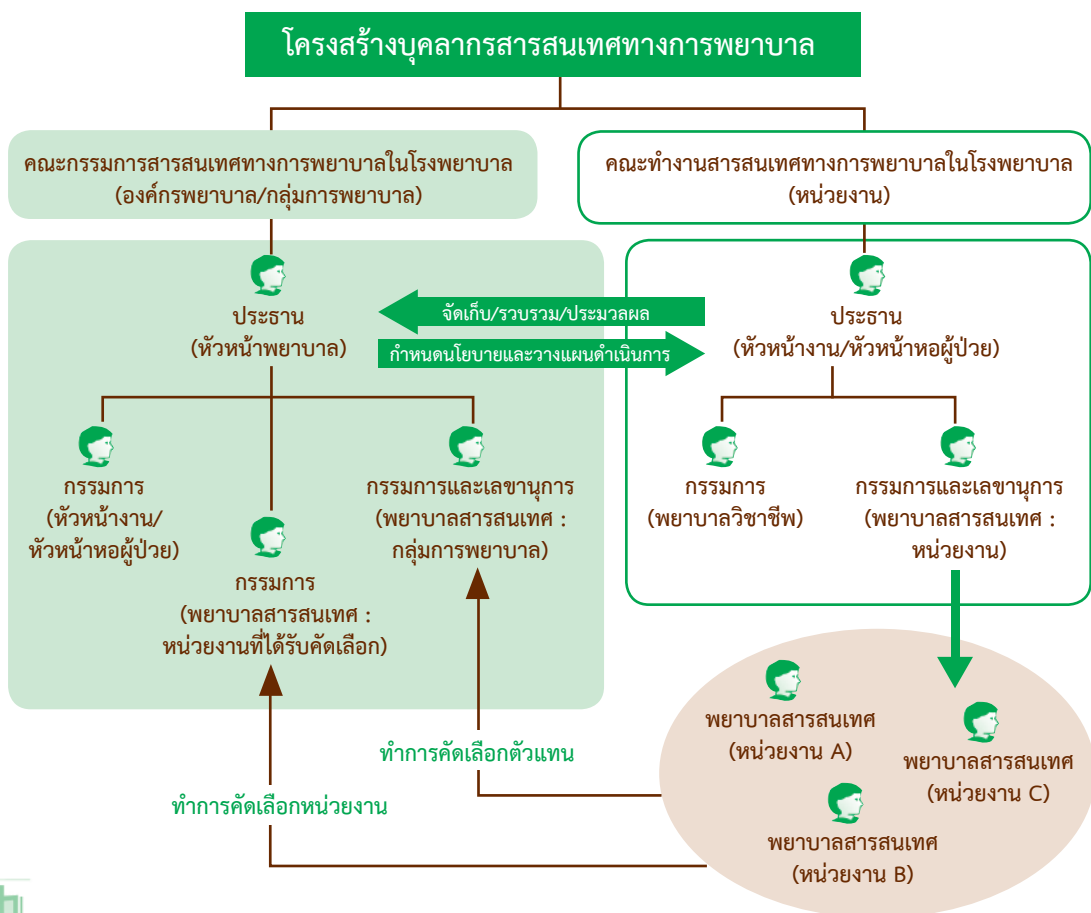 โครงสร้างบุคลากรสารสนเทศทางการพยาบาล
คณะกรรมการสารสนเทศทางการพยาบาลในโรงพยาบาล
(องค์กรพยาบาล/กลุ่มการพยาบาล)
คณะทำงานสารสนเทศทางการพยาบาลในโรงพยาบาล
(หน่วยงาน)
ประธาน
(หัวหน้าพยาบาล)
จัดเก็บ/รวบรวม/ประมวลผล
กำหนดนโยบายและวางแผนดำเนินการ
ประธาน
(หัวหน้างาน/หัวหน้าหอผู้ป่วย)
กรรมการ
(หัวหน้างาน/
หัวหน้าหอผู้ป่วย)
กรรมการ
(พยาบาลสารสนเทศ :
หน่วยงานที่ได้รับคัดเลือก)
กรรมการและเลขานุการ
(พยาบาลสารสนเทศ :
กลุ่มการพยาบาล)
กรรมการ
(พยาบาลวิชาชีพ)
กรรมการและเลขานุการ
(พยาบาลสารสนเทศ :
หน่วยงาน)
ทำการคัดเลือกตัวแทน
ทำการคัดเลือกหน่วยงาน
พยาบาลสารสนเทศ
(หน่วยงาน A)
พยาบาลสารสนเทศ
(หน่วยงาน C)
พยาบาลสารสนเทศ
(หน่วยงาน B)